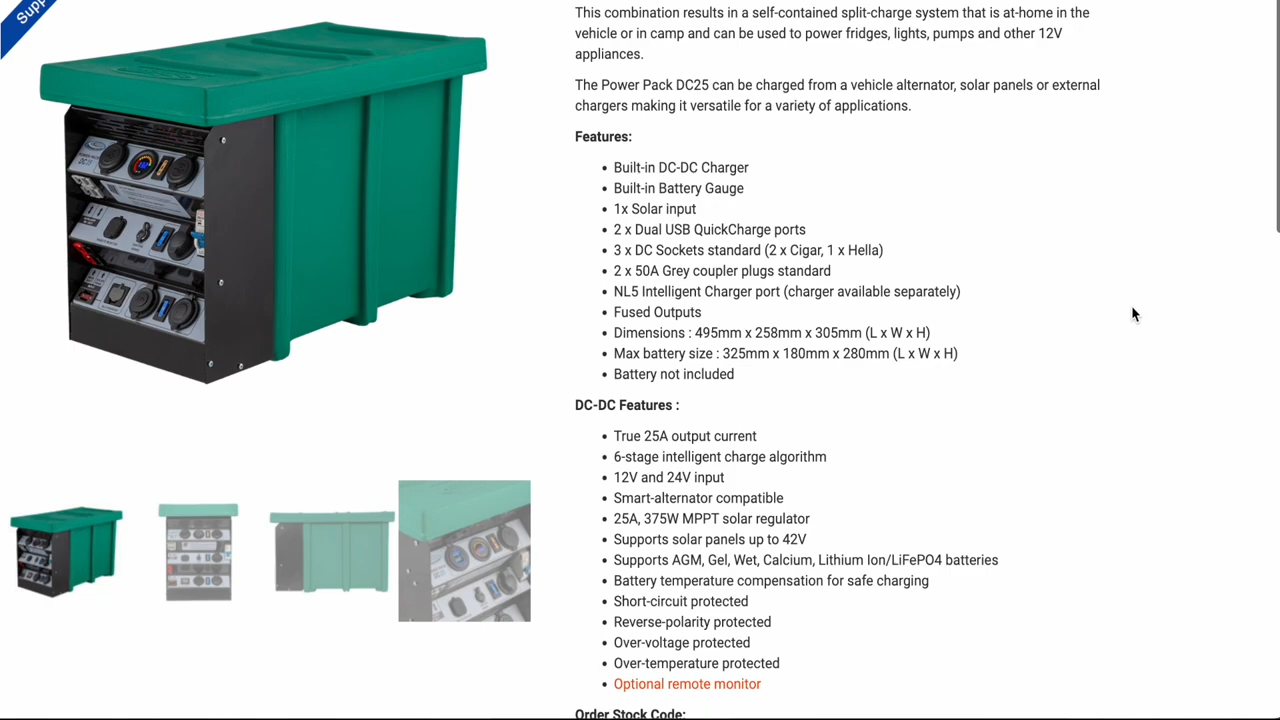 Supp
This combination results in a self-contained split-charge system that is at-home in the
vehicle or in camp and can be used to power fridges, lights, pumps and other 12V
appliances.
The Power Pack DC25 can be charged from a vehicle alternator, solar panels or external
chargers making it versatile for a variety of applications.
Features:
Built-in DC-DC Charger
Built-in Battery Gauge
1x Solar input
2 x Dual USB QuickCharge ports
3 x DC Sockets standard (2 x Cigar, 1 x Hella)
2 x 50A Grey coupler plugs standard
NL5 Intelligent Charger port (charger available separately)
Fused Outputs
Dimensions : 495mm x 258mm x 305mm (L x W x H)
Max battery size : 325mm x 180mm x 280mm (L x W x H)
Battery not included
DC-DC Features :
True 25A output current
6-stage intelligent charge algorithm
12V and 24V input
Smart-alternator compatible
25A, 375W MPPT solar regulator
Supports solar panels up to 42V
Supports AGM, Gel, Wet, Calcium, Lithium Ion/LiFePO4 batteries
Battery temperature compensation for safe charging
Short-circuit protected
Reverse-polarity protected
Over-voltage protected
Over-temperature protected
Optional remote monitor
Order Stock Code: